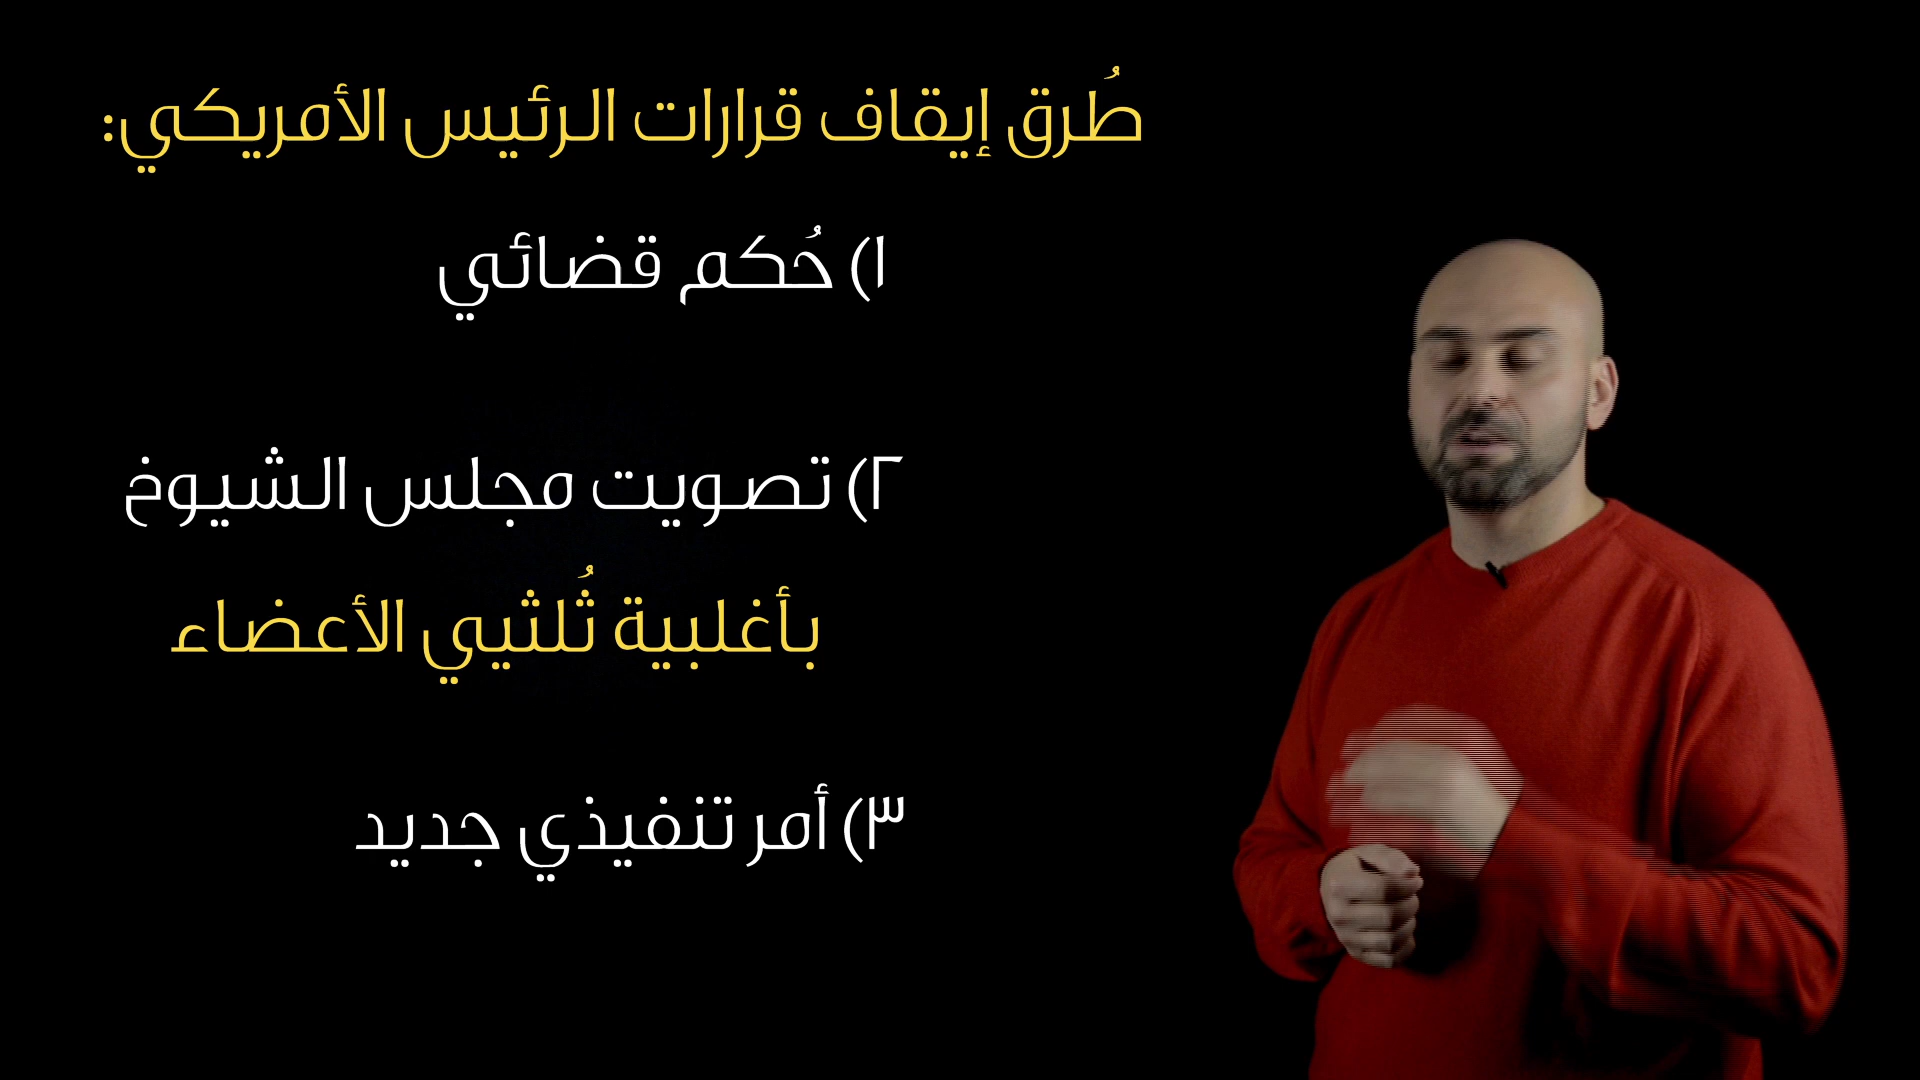 طُرق إيقاف قرارات الرئيس الأمريكي:
١) حُكم قضائي
٢) تصويت مجلس الشيوخ
بأغلبية ثُلثيي الأعضاء
٣) أمر تنفيذي جديد